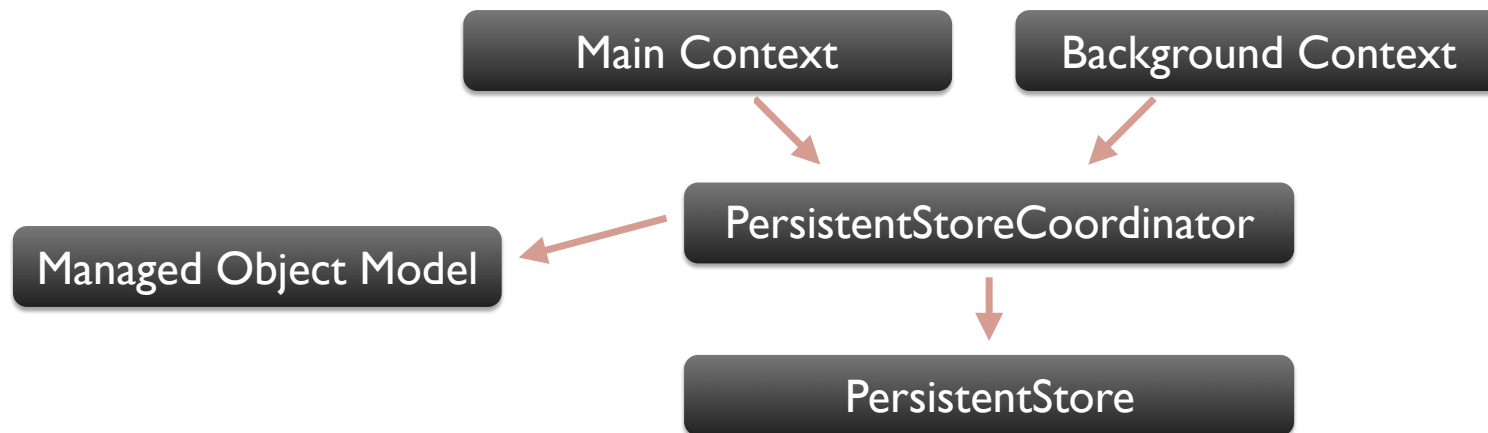 Main Context
Background Context
PersistentStoreCoordinator
Managed Object Model
PersistentStore